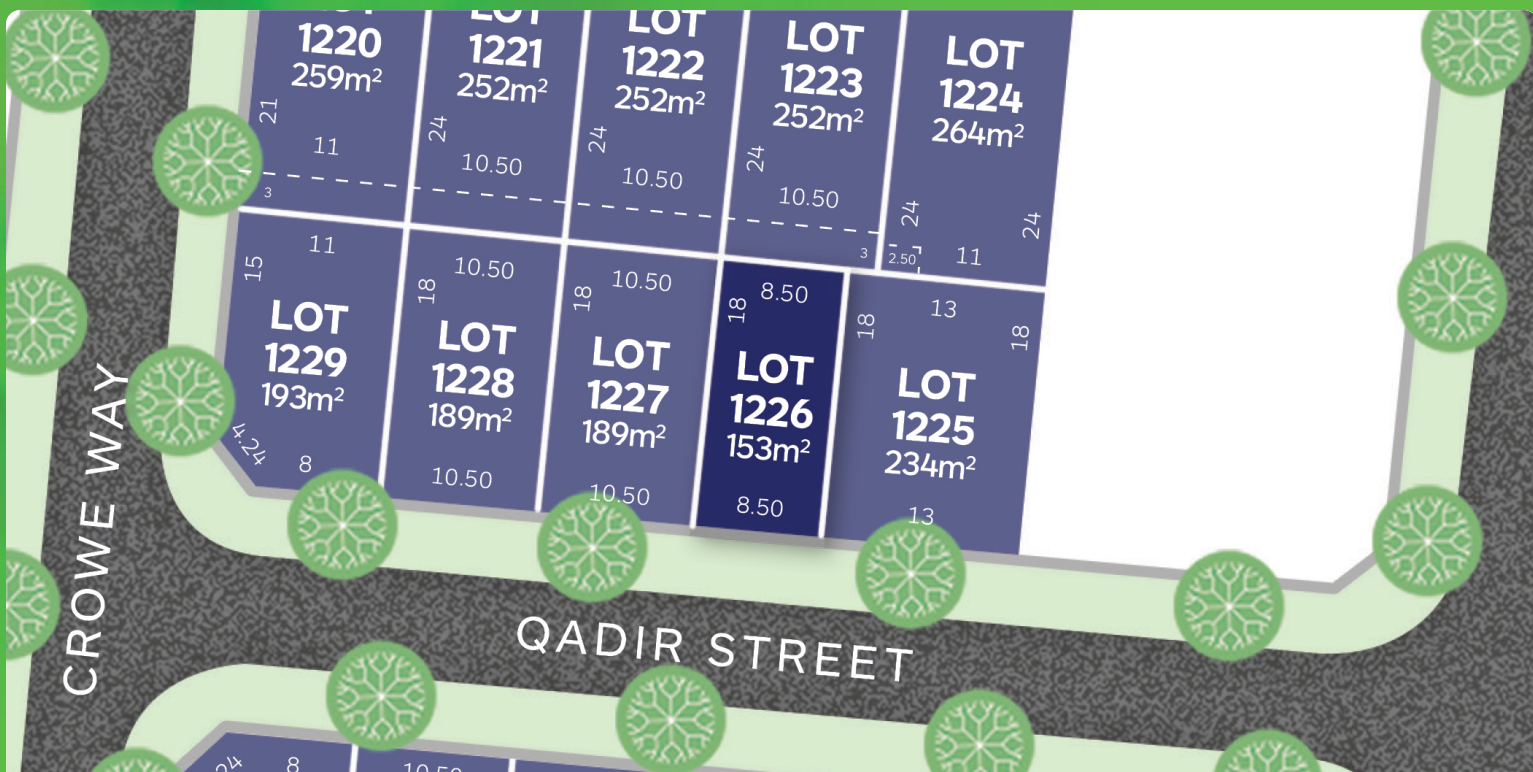 LOT
1220
259m²
21
11
3
LOT
1221
252m²
24
10.50
LOT
1222
252m²
24
10.50
LOT
1223
252m²
24
10.50
3
LOT
1224
264m²
24
24
2.50
11
11
15
LOT
1229
193m²
4.24
8
10.50
18
LOT
1228
189m²
10.50
10.50
18
LOT
1227
189m²
10.50
8.50
18
LOT
1226
153m²
8.50
13
18
18
LOT
1225
234m²
13
CROWE WAY
QADIR STREET
24
8
10.50